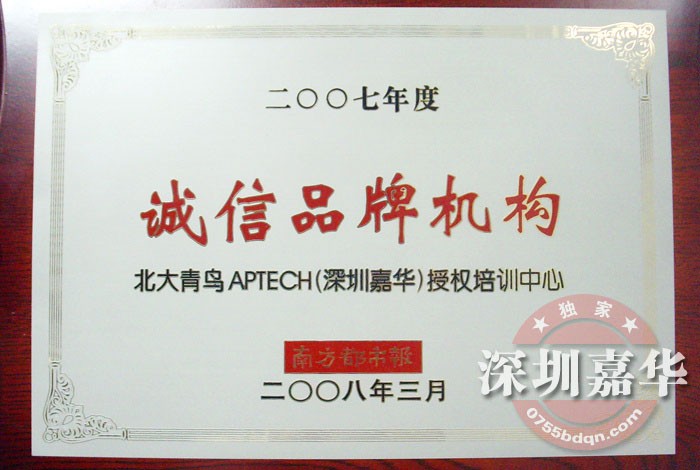 二〇〇七年度
诚信品牌机构
北大青鸟APTECH(深圳嘉华)授权培训中心
南方都市報
二〇〇八年三月
独家
深圳嘉华
0755bdqn.com